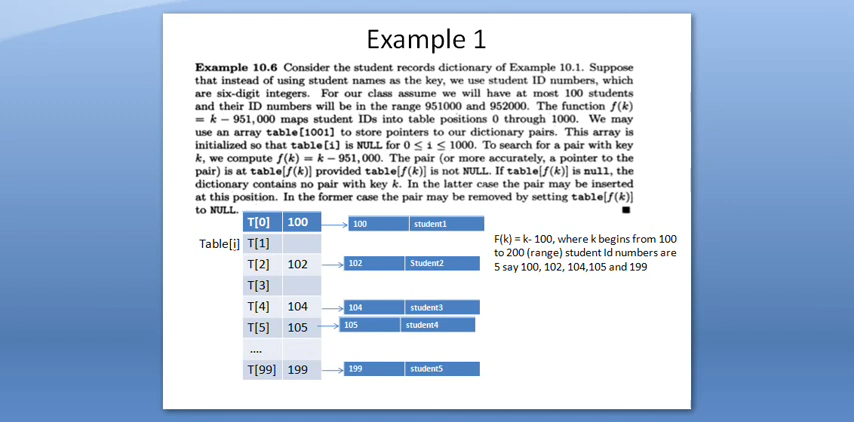 Example 1
Example 10.6 Consider the student records dictionary of Example 10.1. Suppose
that instead of using student names as the key, we use student ID numbers, which
are six-digit integers. For our class assume we will have at most 100 students
and their ID numbers will be in the range 951000 and 952000. The function f(k)
= k − 951,000 maps student IDs into table positions 0 through 1000. We may
use an array table[1001] to store pointers to our dictionary pairs. This array is
initialized so that table[i] is NULL for 0 ≤ i ≤ 1000. To search for a pair with key
k, we compute f(k) = k − 951,000. The pair (or more accurately, a pointer to the
pair) is at table[f(k)] provided table[f(k)] is not NULL. If table[f(k)] is null, the
dictionary contains no pair with key k. In the latter case the pair may be inserted
at this position. In the former case the pair may be removed by setting table[f(k)]
to NULL.
T[0] 100 100 student1
Table[i] T[1]
T[2] 102 102 Student2
T[3]
T[4] 104 104 student3
T[5] 105 105 student4
....
T[99] 199 199 student5
F(k) = k- 100, where k begins from 100
to 200 (range) student Id numbers are
5 say 100, 102, 104,105 and 199